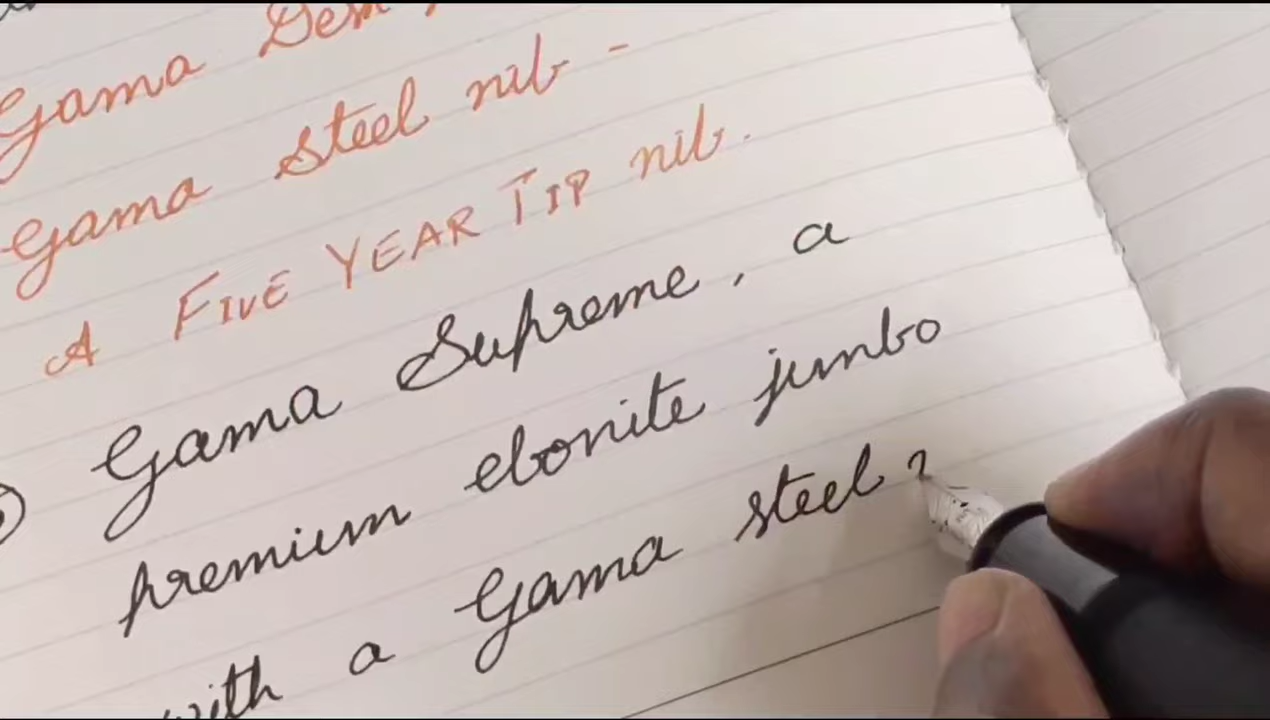 Gama
Gama Steel nib -
A FIVE YEAR TIP nib.
Gama Supreme, a
premium ebonite jumbo
with a Gama steel